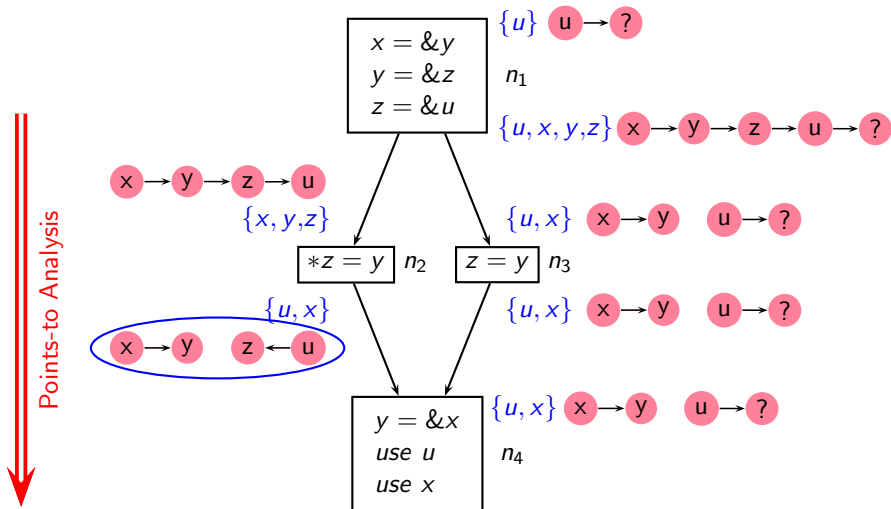 {u} u ?
x = &y
y = &z
z = &u
n1
{u, x, y,z} x y z u ?
x y z u
{x, y,z}
{u, x} x y u ?
*z = y n2
z = y n3
{u, x}
{u, x} x y u ?
x y z u
{u, x} x y u ?
y = &x
use u
use x
n4
Points-to Analysis